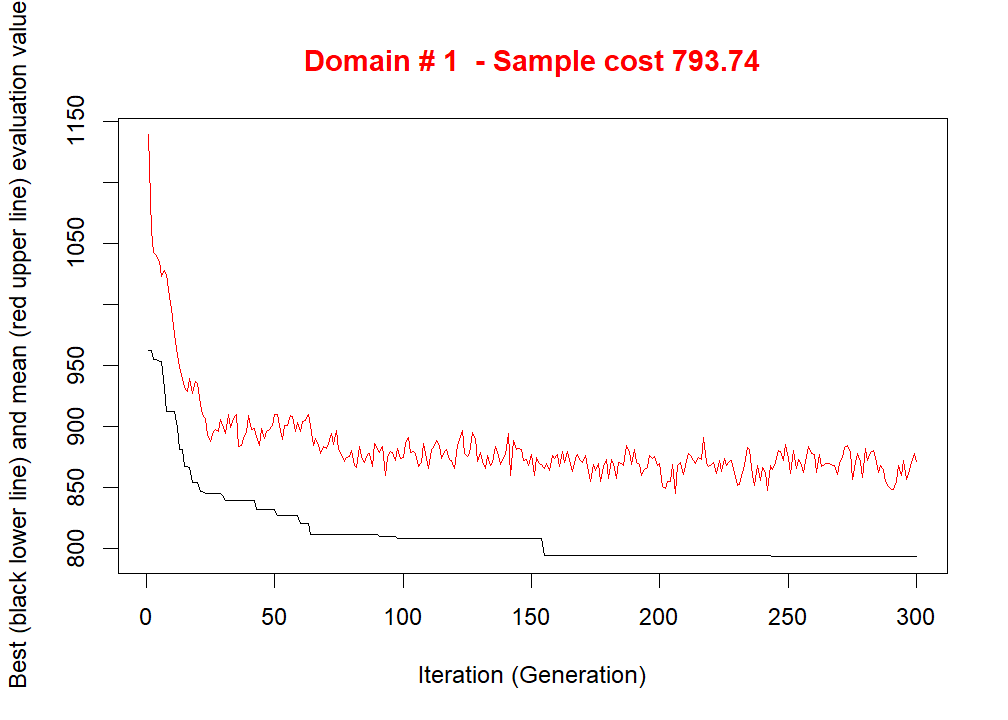 Domain # 1  - Sample cost 793.74
Best (black lower line) and mean (red upper line) evaluation value
1150
1050
950
900
850
800
0 50 100 150 200 250 300
Iteration (Generation)